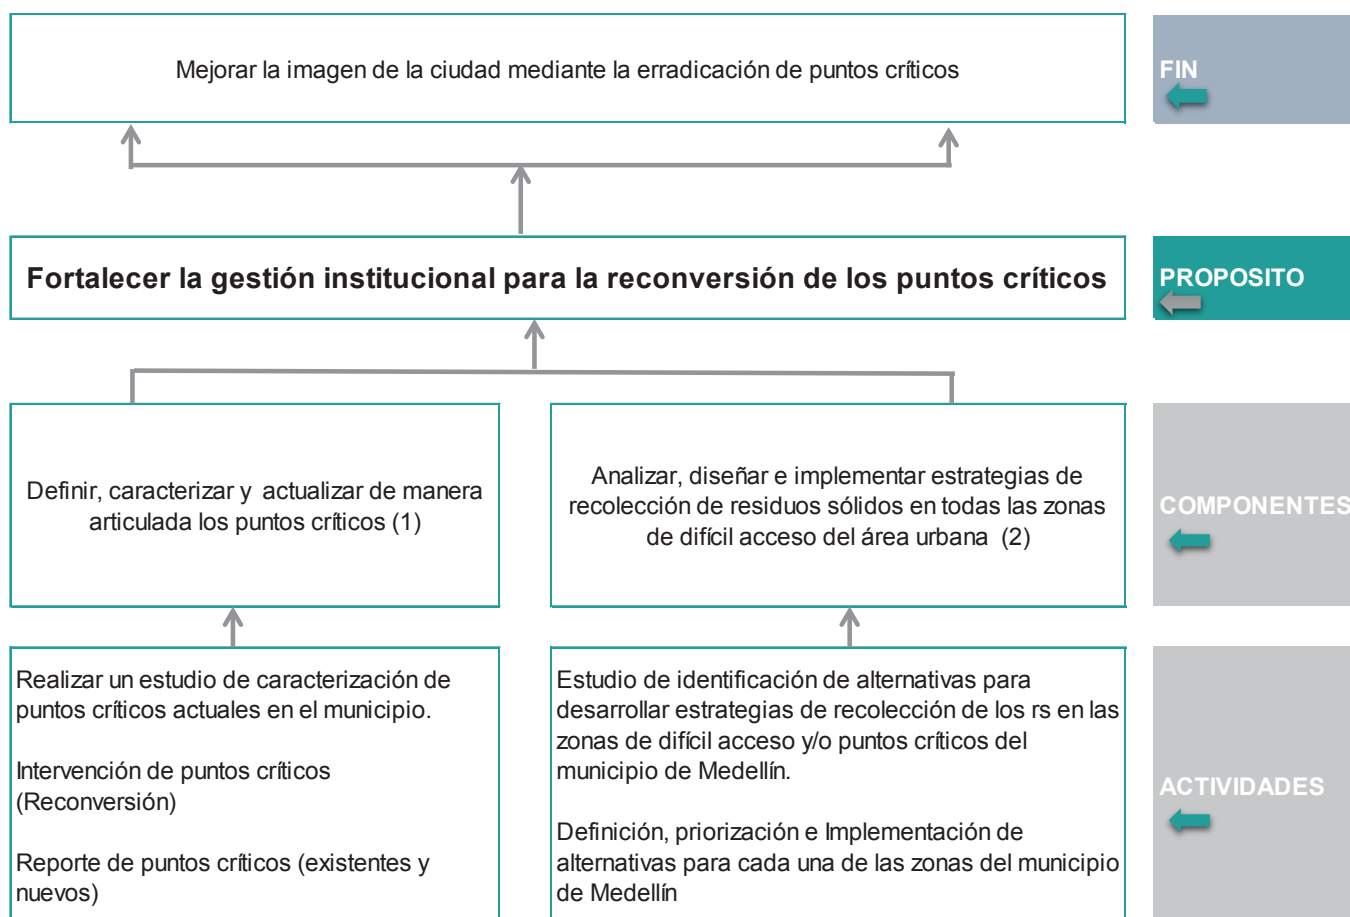 Mejorar la imagen de la ciudad mediante la erradicación de puntos críticos
FIN
Fortalecer la gestión institucional para la reconversión de los puntos críticos
PROPOSITO
Definir, caracterizar y actualizar de manera
articulada los puntos críticos (1)
Analizar, diseñar e implementar estrategias de
recolección de residuos sólidos en todas las zonas
de difícil acceso del área urbana (2)
COMPONENTES
Realizar un estudio de caracterización de
puntos críticos actuales en el municipio.
Intervención de puntos críticos
(Reconversión)
Reporte de puntos críticos (existentes y
nuevos)
Estudio de identificación de alternativas para
desarrollar estrategias de recolección de los rs en las
zonas de difícil acceso y/o puntos críticos del
municipio de Medellín.
Definición, priorización e Implementación de
alternativas para cada una de las zonas del municipio
de Medellín
ACTIVIDADES